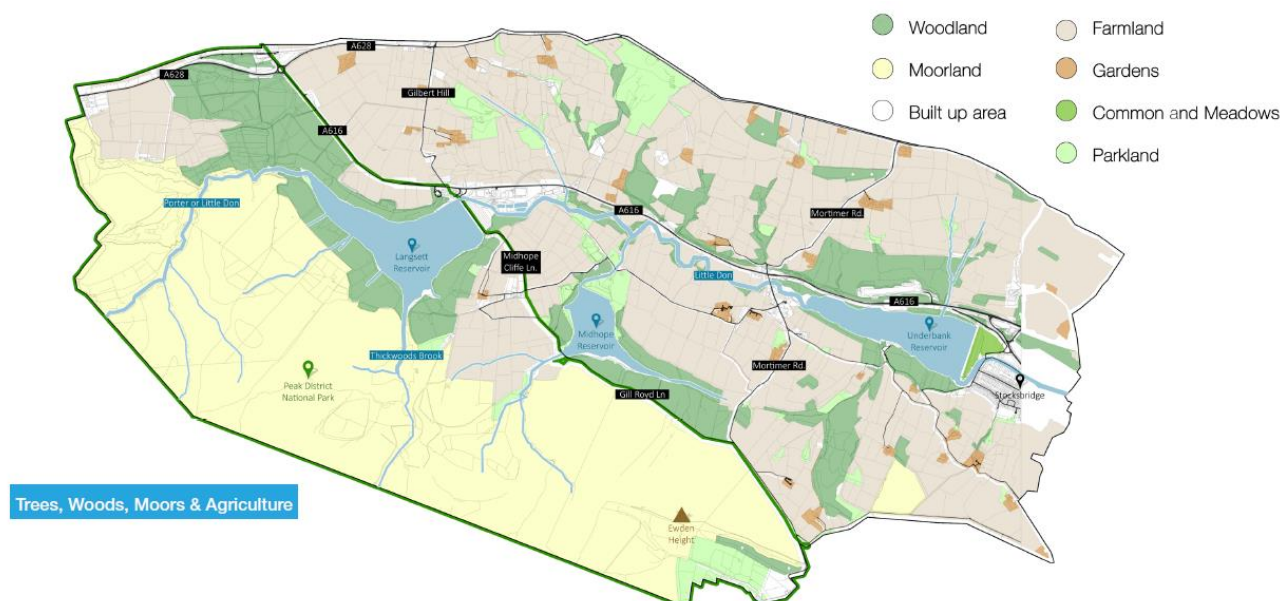 Woodland
Farmland
Moorland
Gardens
Built up area
Common and Meadows
Parkland
A628
A628
Gilbert Hill
A616
Porter or Little Don
Mortimer Rd.
A616
Langsett
Reservoir
Midhope
Cliffe Ln.
Little Don
A616
Midhope
Reservoir
Underbank
Reservoir
Thickwoods Brook
Mortimer Rd.
Peak District
National Park
Gill Royd Ln
Stocksbridge
Trees, Woods, Moors & Agriculture
Ewden
Height